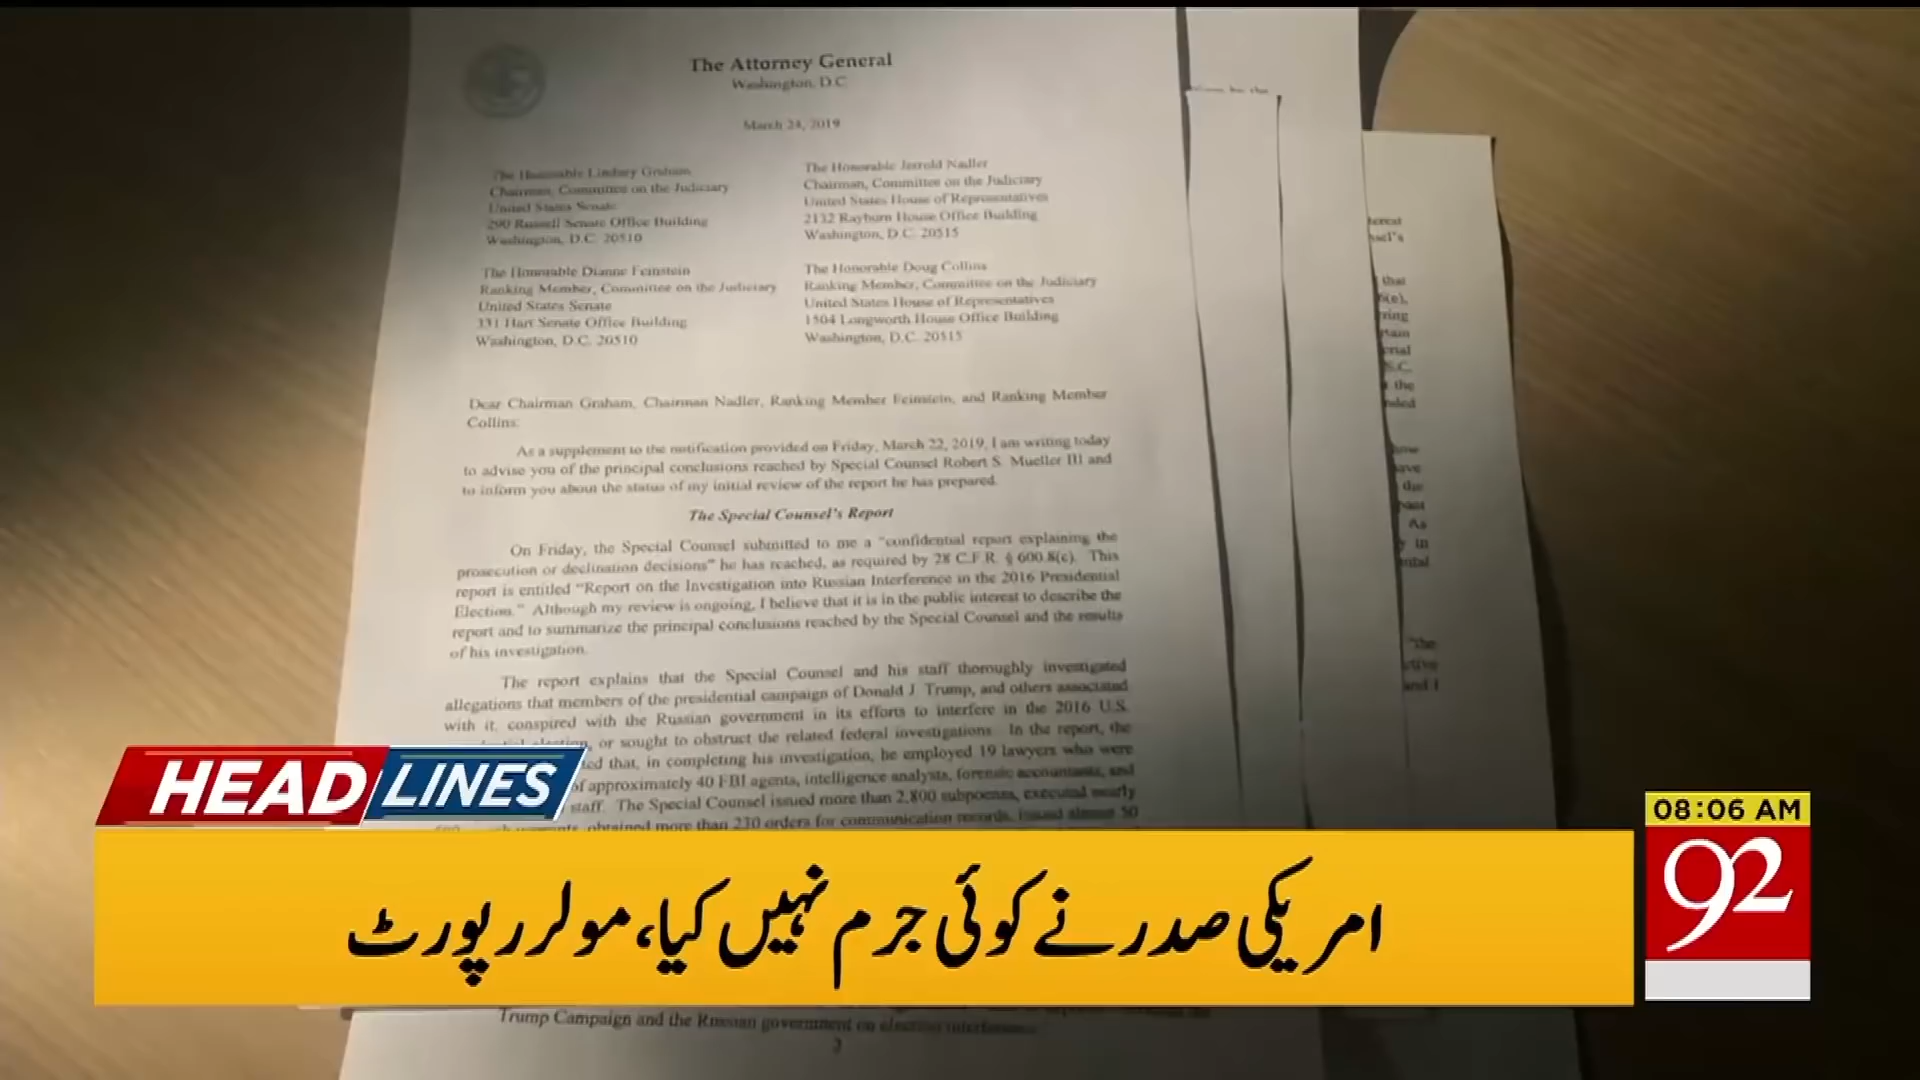 The Attorney General
Washington, D.C.
March 24, 2019
The Honorable Lindsey Graham
Chairman, Committee on the Judiciary
United States Senate
290 Russell Senate Office Building
Washington, D.C. 20510
The Honorable Jerrold Nadler
Chairman, Committee on the Judiciary
United States House of Representatives
2132 Rayburn House Office Building
Washington, D.C. 20515
The Honorable Dianne Feinstein
Ranking Member, Committee on the Judiciary
United States Senate
331 Hart Senate Office Building
Washington, D.C. 20510
The Honorable Doug Collins
Ranking Member, Committee on the Judiciary
United States House of Representatives
1504 Longworth House Office Building
Washington, D.C. 20515
Dear Chairman Graham, Chairman Nadler, Ranking Member Feinstein, and Ranking Member
Collins:
As a supplement to the notification provided on Friday, March 22, 2019, I am writing today
to advise you of the principal conclusions reached by Special Counsel Robert S. Mueller III and
to inform you about the status of my initial review of the report he has prepared.
The Special Counsel's Report
On Friday, the Special Counsel submitted to me a "confidential report explaining the
prosecution or declination decisions" he has reached, as required by 28 C.F.R. § 600.8(c). This
report is entitled "Report on the Investigation into Russian Interference in the 2016 Presidential
Election." Although my review is ongoing, I believe that it is in the public interest to describe the
report and to summarize the principal conclusions reached by the Special Counsel and the results
of his investigation.
The report explains that the Special Counsel and his staff thoroughly investigated
allegations that members of the presidential campaign of Donald J. Trump, and others associated
with it, conspired with the Russian government in its efforts to interfere in the 2016 U.S.
election, or sought to obstruct the related federal investigations. In the report, the
that, in completing his investigation, he employed 19 lawyers who were
of approximately 40 FBI agents, intelligence analysts, forensic accountants, and
staff. The Special Counsel issued more than 2,800 subpoenas, executed nearly
obtained more than 230 orders for communication records, issued almost 50
HEADLINES
امریکی صدر نے کوئی جرم نہیں کیا، مولر رپورٹ
08:06 AM
92
Trump Campaign and the Russian government on election interference
2